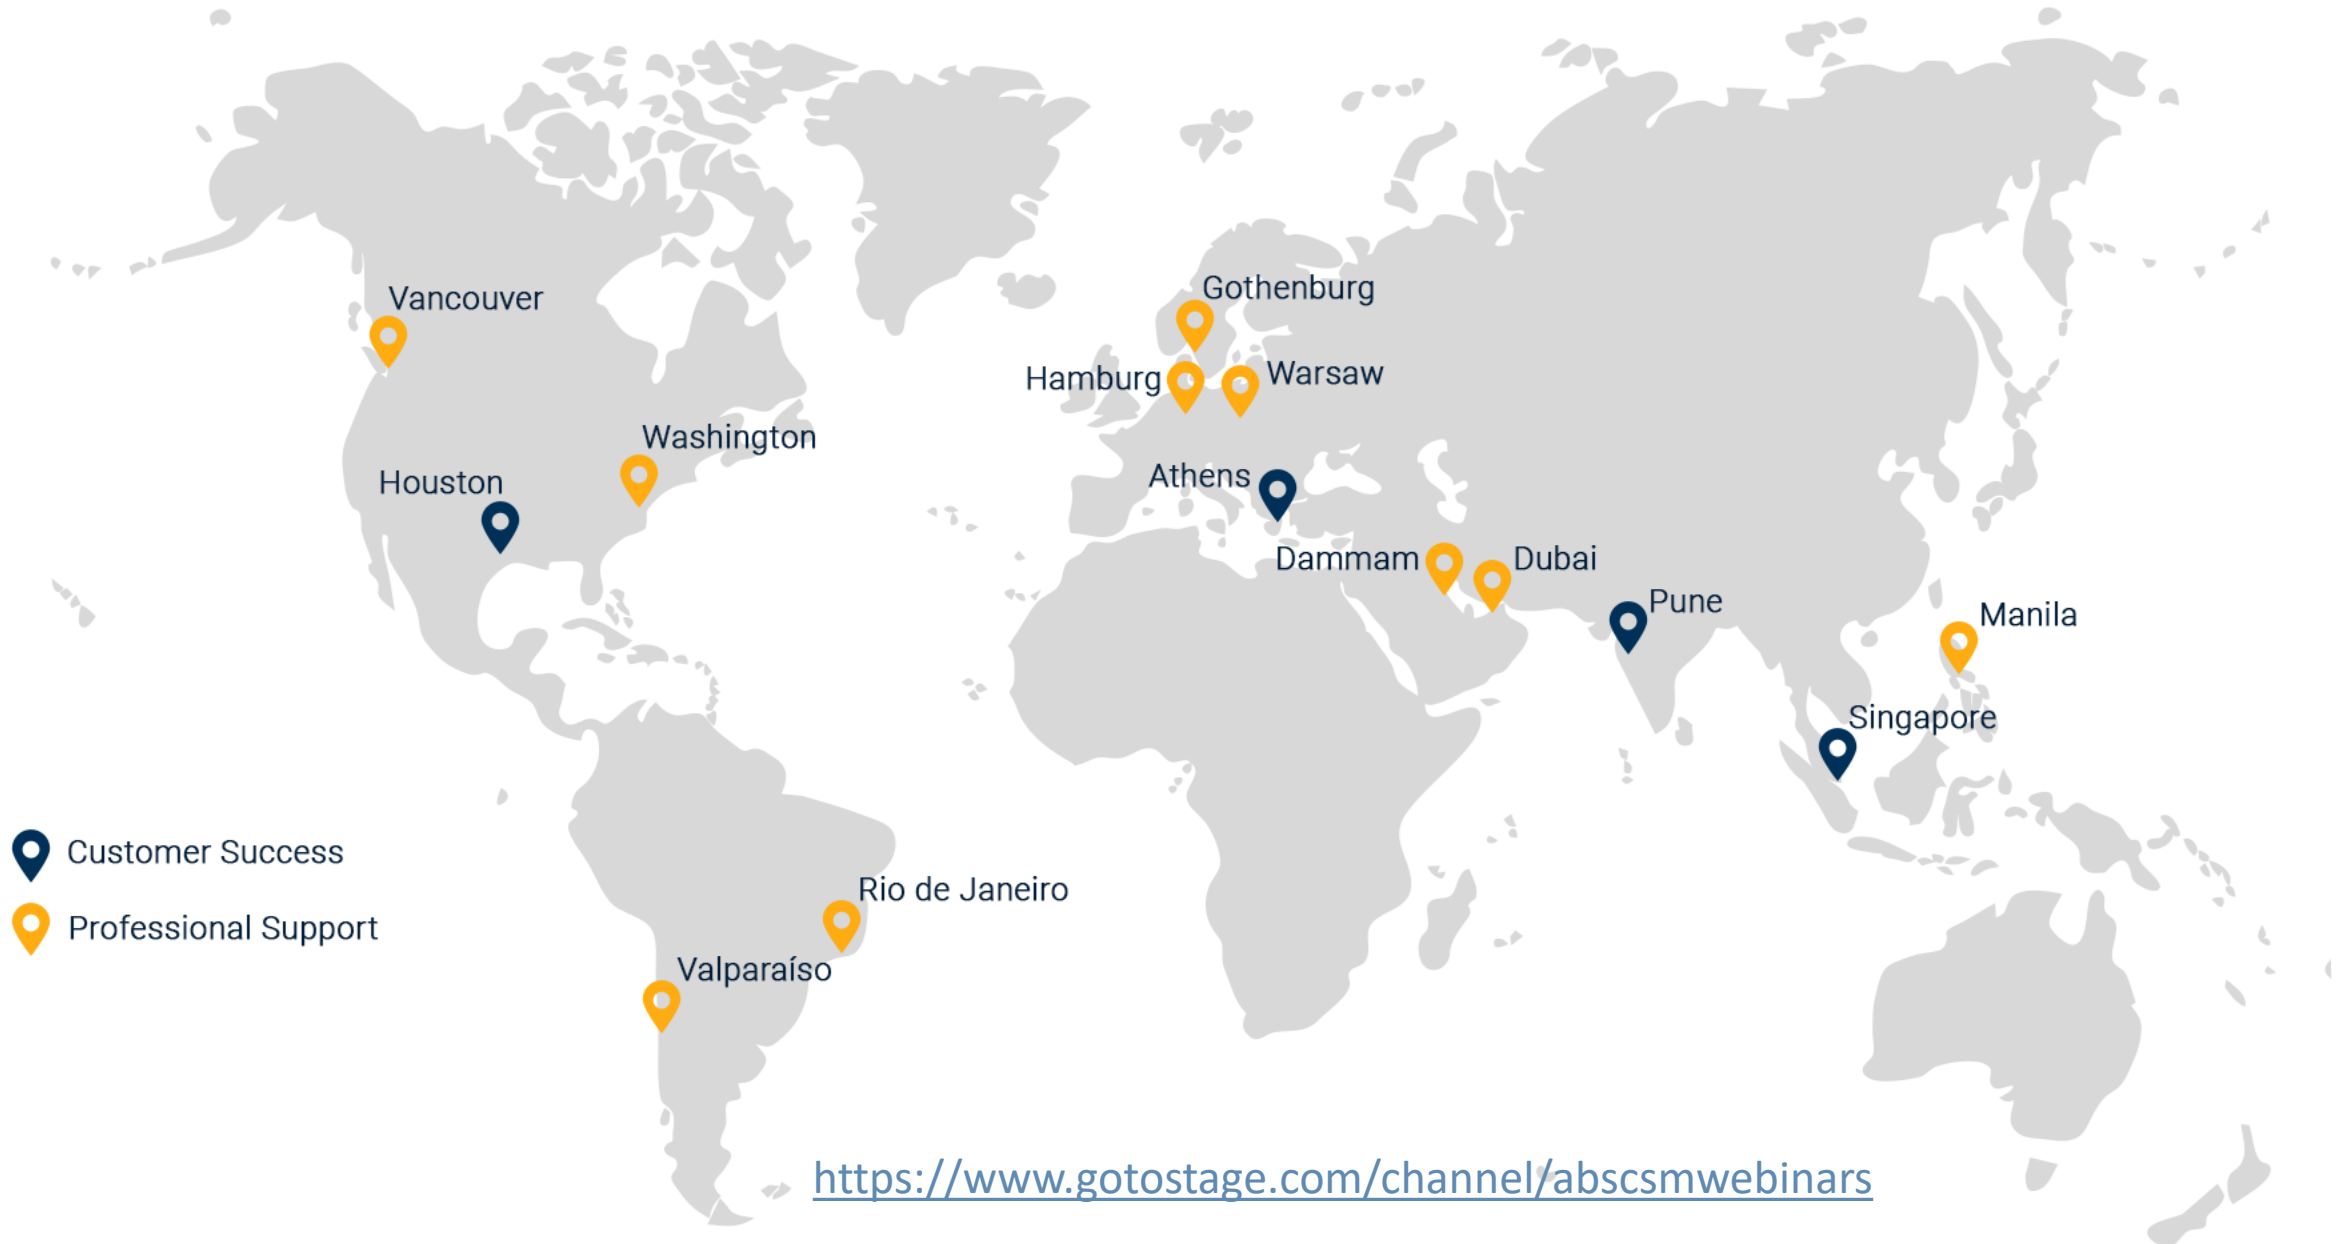 Gothenburg
Vancouver
Hamburg
Warsaw
Washington
Athens
Houston
Dammam
Dubai
Pune
Manila
Singapore
Customer Success
Rio de Janeiro
Professional Support
Valparaíso
https://www.gotostage.com/channel/abscsmwebinars